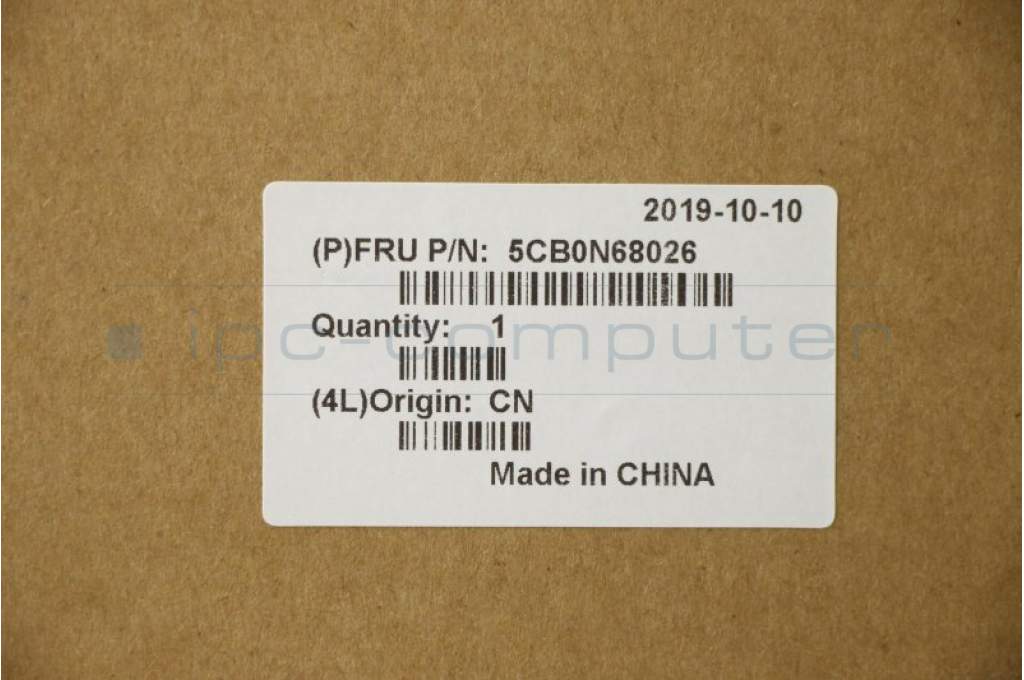 2019-10-10
(P)FRU P/N: 5CB0N68026
Quantity: 1
ipc-computer
(4L)Origin: CN
Made in CHINA